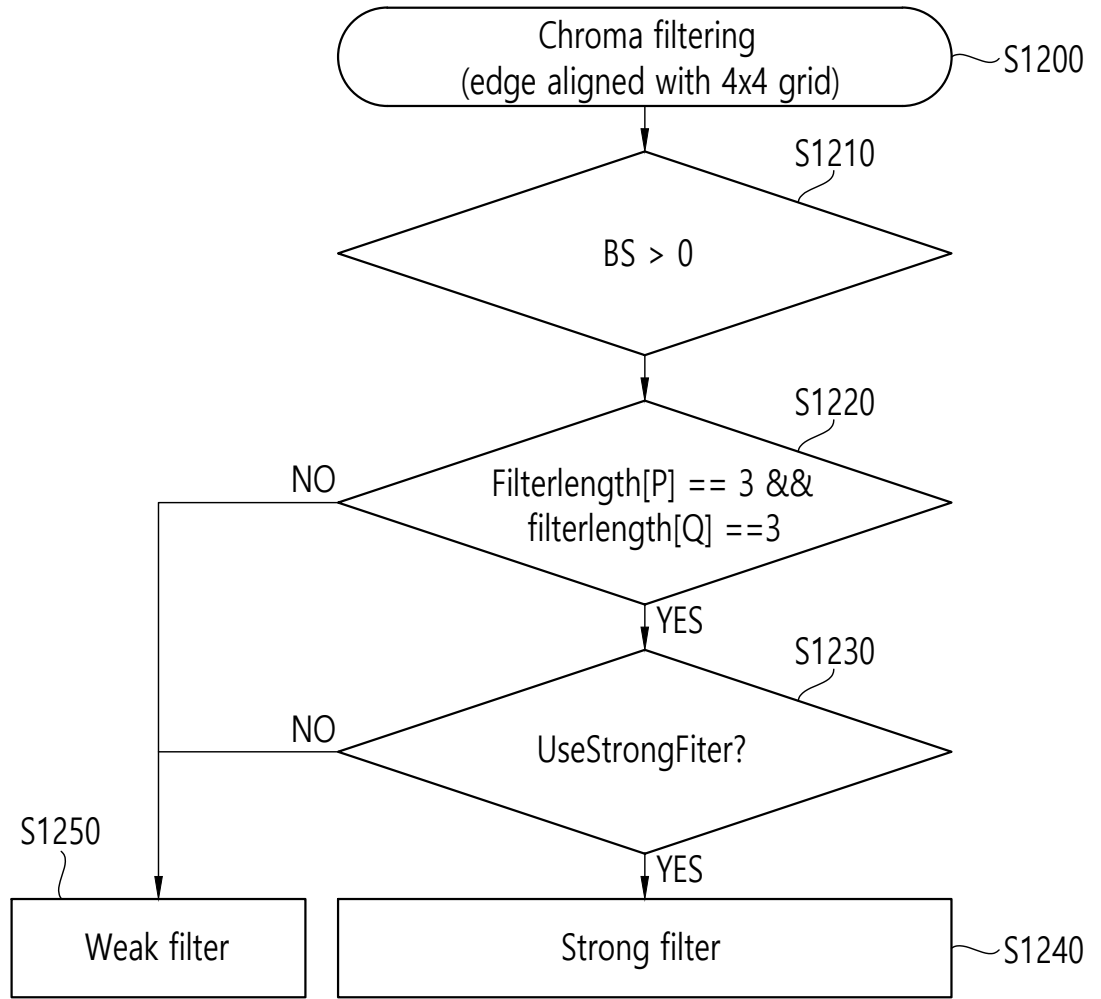 Chroma filtering
(edge aligned with 4x4 grid)
S1200
S1210
BS > 0
S1220
NO
Filterlength[P] == 3 &&
filterlength[Q] ==3
YES
S1230
NO
UseStrongFiter?
S1250
YES
Weak filter
Strong filter
S1240